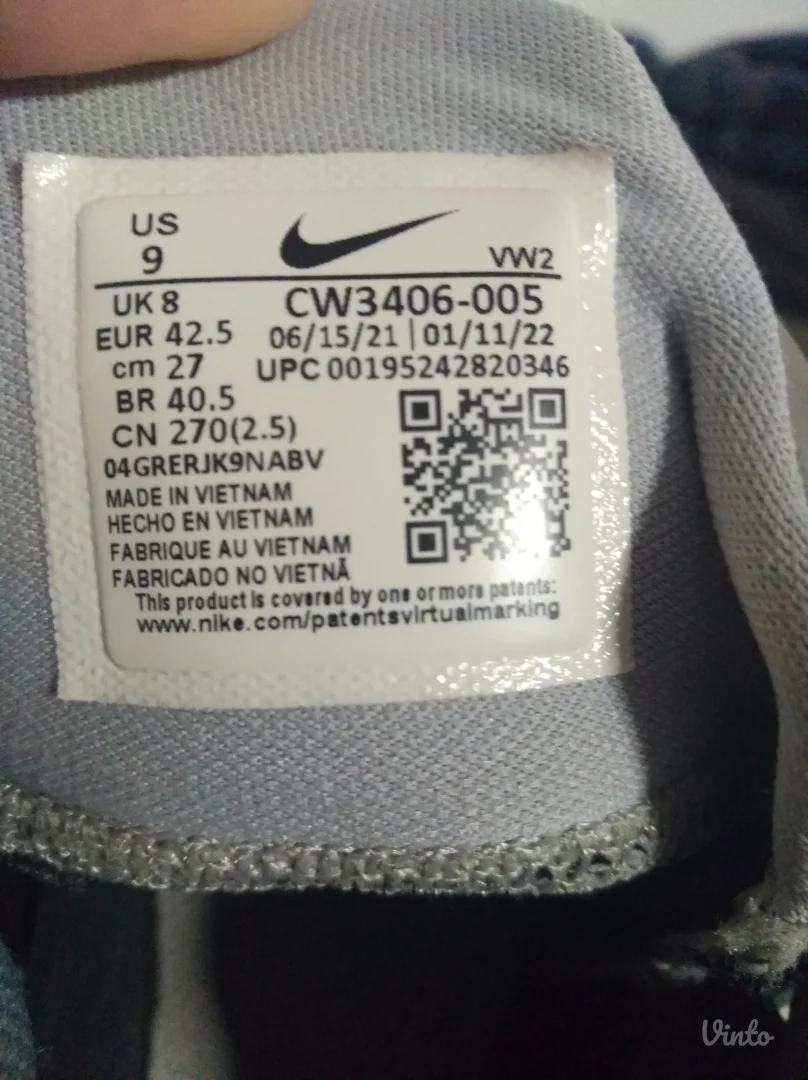 US
9
VW2
UK 8
CW3406-005
EUR 42.5
06/15/21 | 01/11/22
cm 27
UPC 00195242820346
BR 40.5
CN 270(2.5)
04GRERJK9NABV
MADE IN VIETNAM
HECHO EN VIETNAM
FABRIQUE AU VIETNAM
FABRICADO NO VIETNÃ
This product is covered by one or more patents:
www.nike.com/patentsvirtualmarking
Vinto